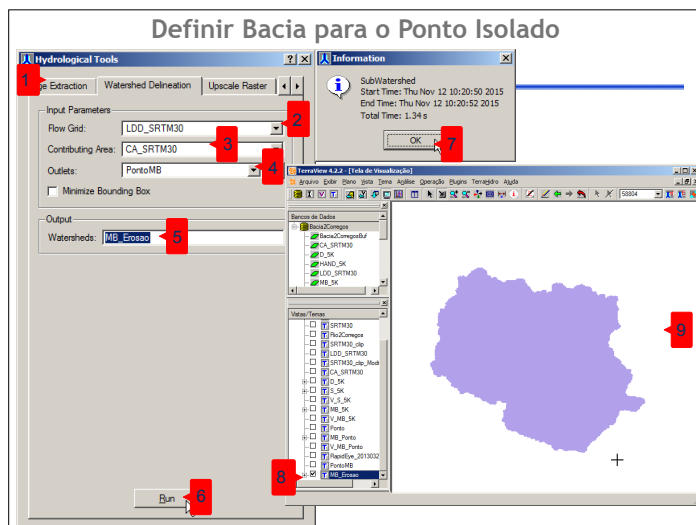 Definir Bacia para o Ponto Isolado
Hydrological Tools
1
ge Extraction
Watershed Delineation
Upscale Raster
Input Parameters
Flow Grid:
LDD_SRTM30
2
Contributing Area:
CA_SRTM30
3
Outlets:
PontoMB
4
Minimize Bounding Box
Output
Watersheds:
MB_Erosao
5
Run
6
Information
SubWatershed
Start Time: Thu Nov 12 10:20:50 2015
End Time: Thu Nov 12 10:20:52 2015
Total Time: 1.34 s
OK
7
TerraView 4.2.2 - [Tela de Visualização]
Arquivo Exibir Plano Vista Tema Análise Operação Plugins TerraHidro Ajuda
58804
Bancos de Dados
Bacia2Corregos
Bacia2CorregosBuf
CA_SRTM30
D_5K
HAND_5K
LDD_SRTM30
MB_5K
Vistas/Temas
SRTM30
Rio2Corregos
SRTM30_clip
LDD_SRTM30
SRTM30_clip_Modi
CA_SRTM30
D_5K
S_5K
V_S_5K
MB_5K
V_MB_5K
Ponto
MB_Ponto
V_MB_Ponto
RapidEye_2013032
PontoMB
MB_Erosao
8
9